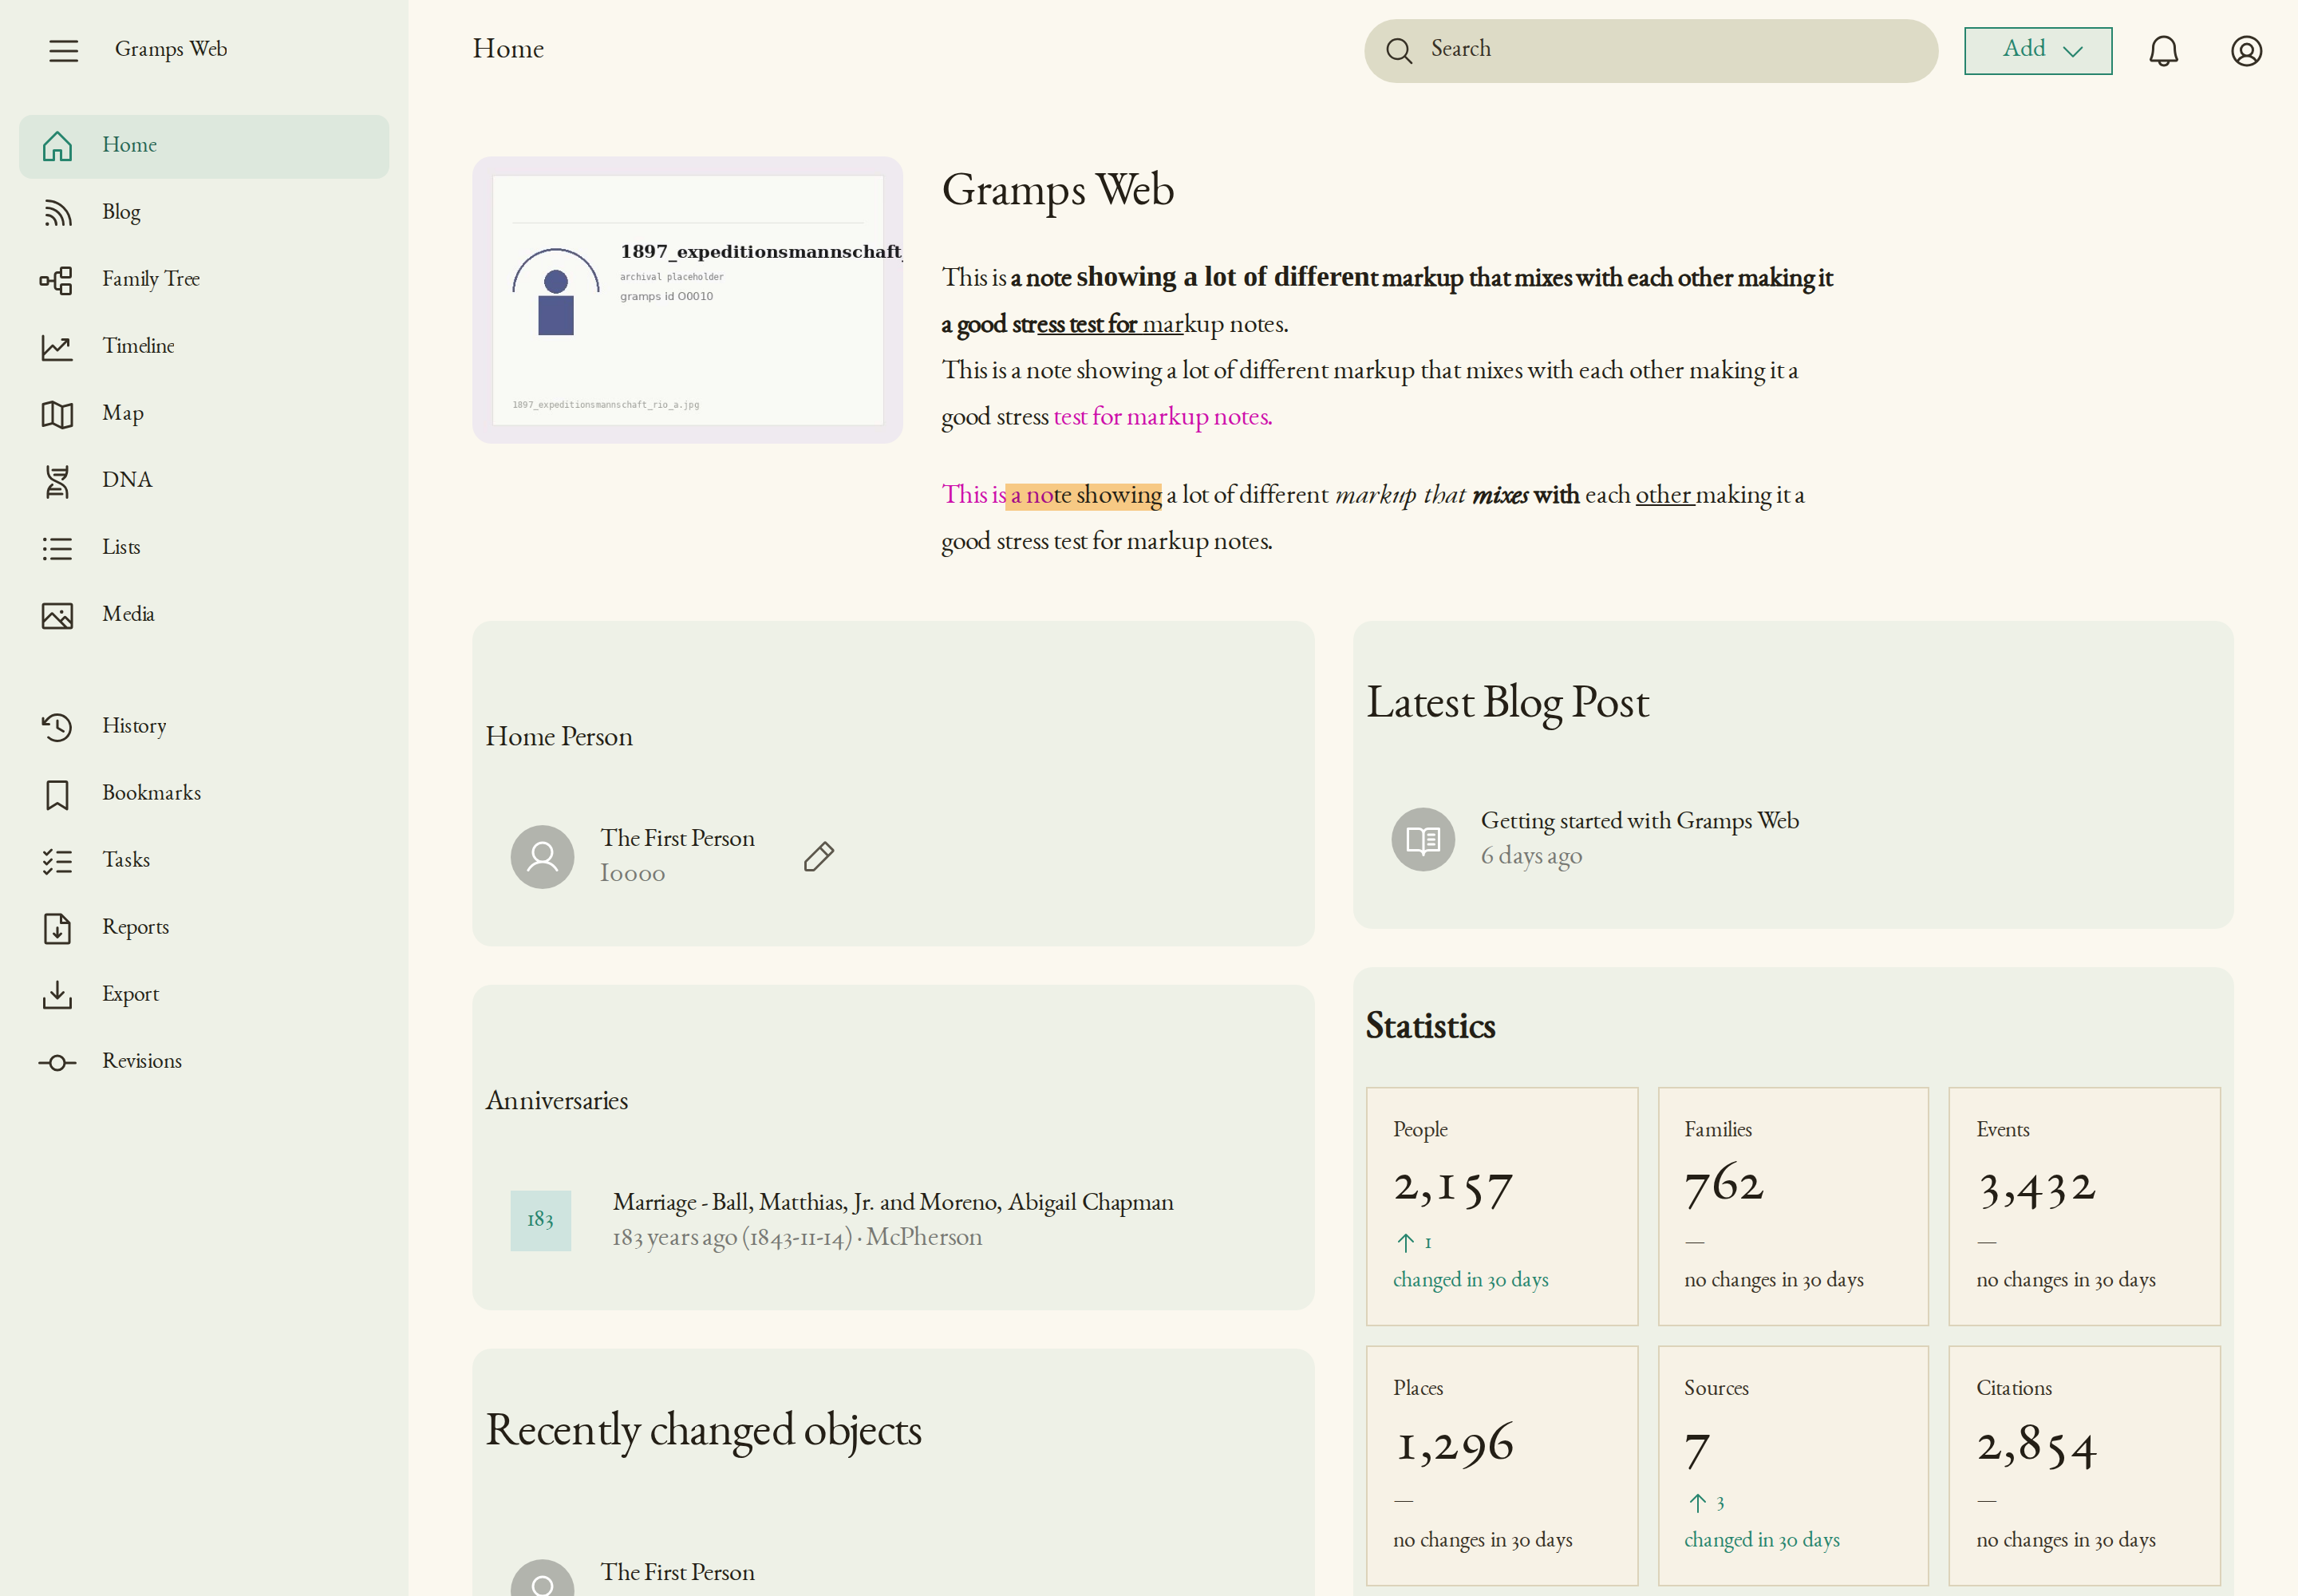 Gramps Web
Home
Blog
Family Tree
Timeline
Map
DNA
Lists
Media
History
Bookmarks
Tasks
Reports
Export
Revisions
Home
Search
Add
1897_expeditionsmannschaft_
archival placeholder
gramps id O0010
1897_expeditionsmannschaft_rio_a.jpg
Gramps Web
This is a note showing a lot of different markup that mixes with each other making it
a good stress test for markup notes.
This is a note showing a lot of different markup that mixes with each other making it a
good stress test for markup notes.
This is a note showing a lot of different markup that mixes with each other making it a
good stress test for markup notes.
Home Person
The First Person
I0000
Anniversaries
183
Marriage - Ball, Matthias, Jr. and Moreno, Abigail Chapman
183 years ago (1843-11-14) · McPherson
Recently changed objects
The First Person
Latest Blog Post
Getting started with Gramps Web
6 days ago
Statistics
People
2,157
↑ 1
changed in 30 days
Families
762
—
no changes in 30 days
Events
3,432
—
no changes in 30 days
Places
1,296
—
no changes in 30 days
Sources
7
↑ 3
changed in 30 days
Citations
2,854
—
no changes in 30 days